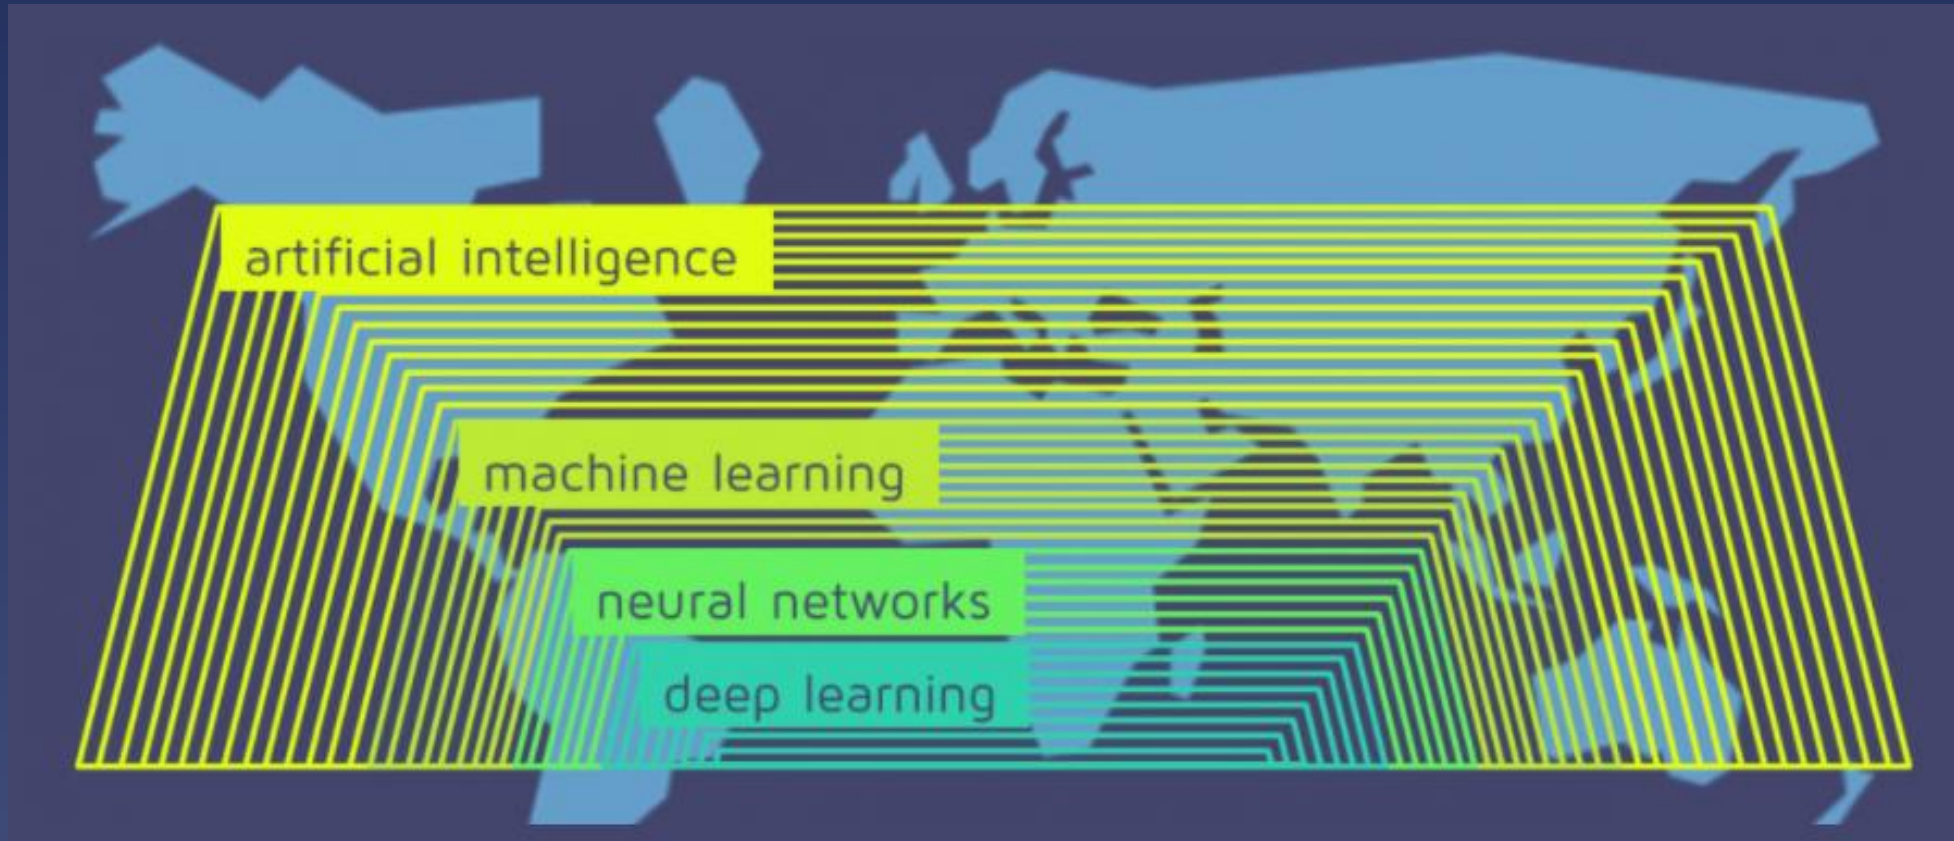 artificial intelligence
machine learning
neural networks
deep learning